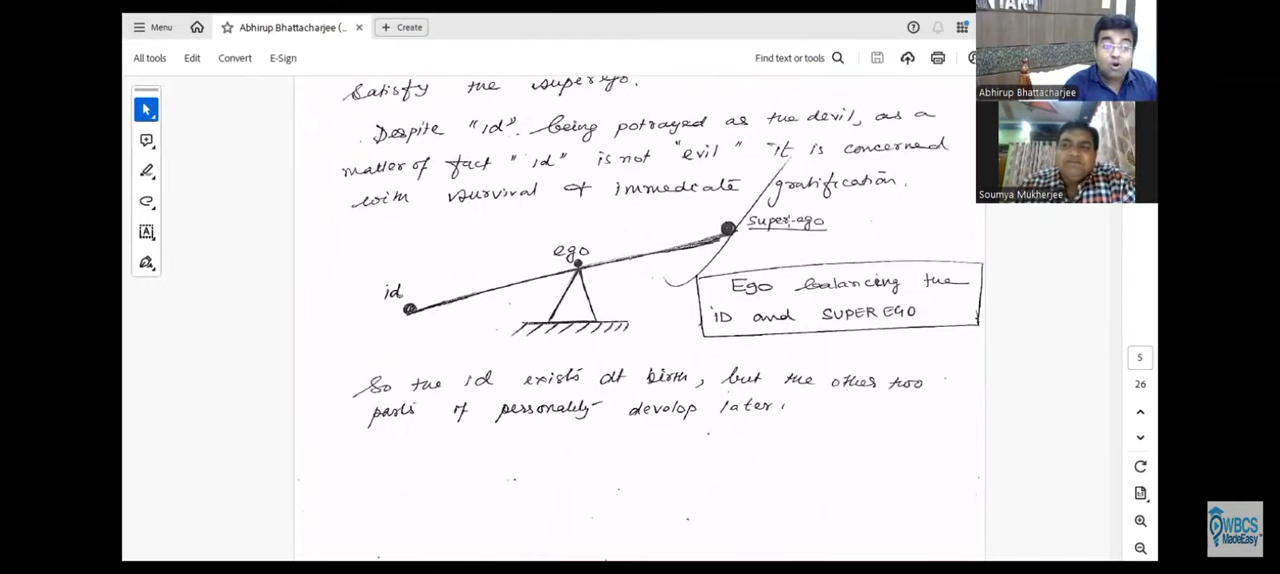 Menu
Abhirup Bhattacharjee (...
+ Create
All tools Edit Convert E-Sign
Find text or tools
Satisfy the superego.
Despite "id". being potrayed as the devil, as a
matter of fact "id" is not "evil" It is concerned
with survival of immediate gratification.
Super-ego
ego
id
Ego balancing the
ID and SUPER EGO
So the id exists at birth, but the other two
parts of personality develop later.
5
26
Abhirup Bhattacharjee
Soumya Mukherjee
WBCS
MadeEasy